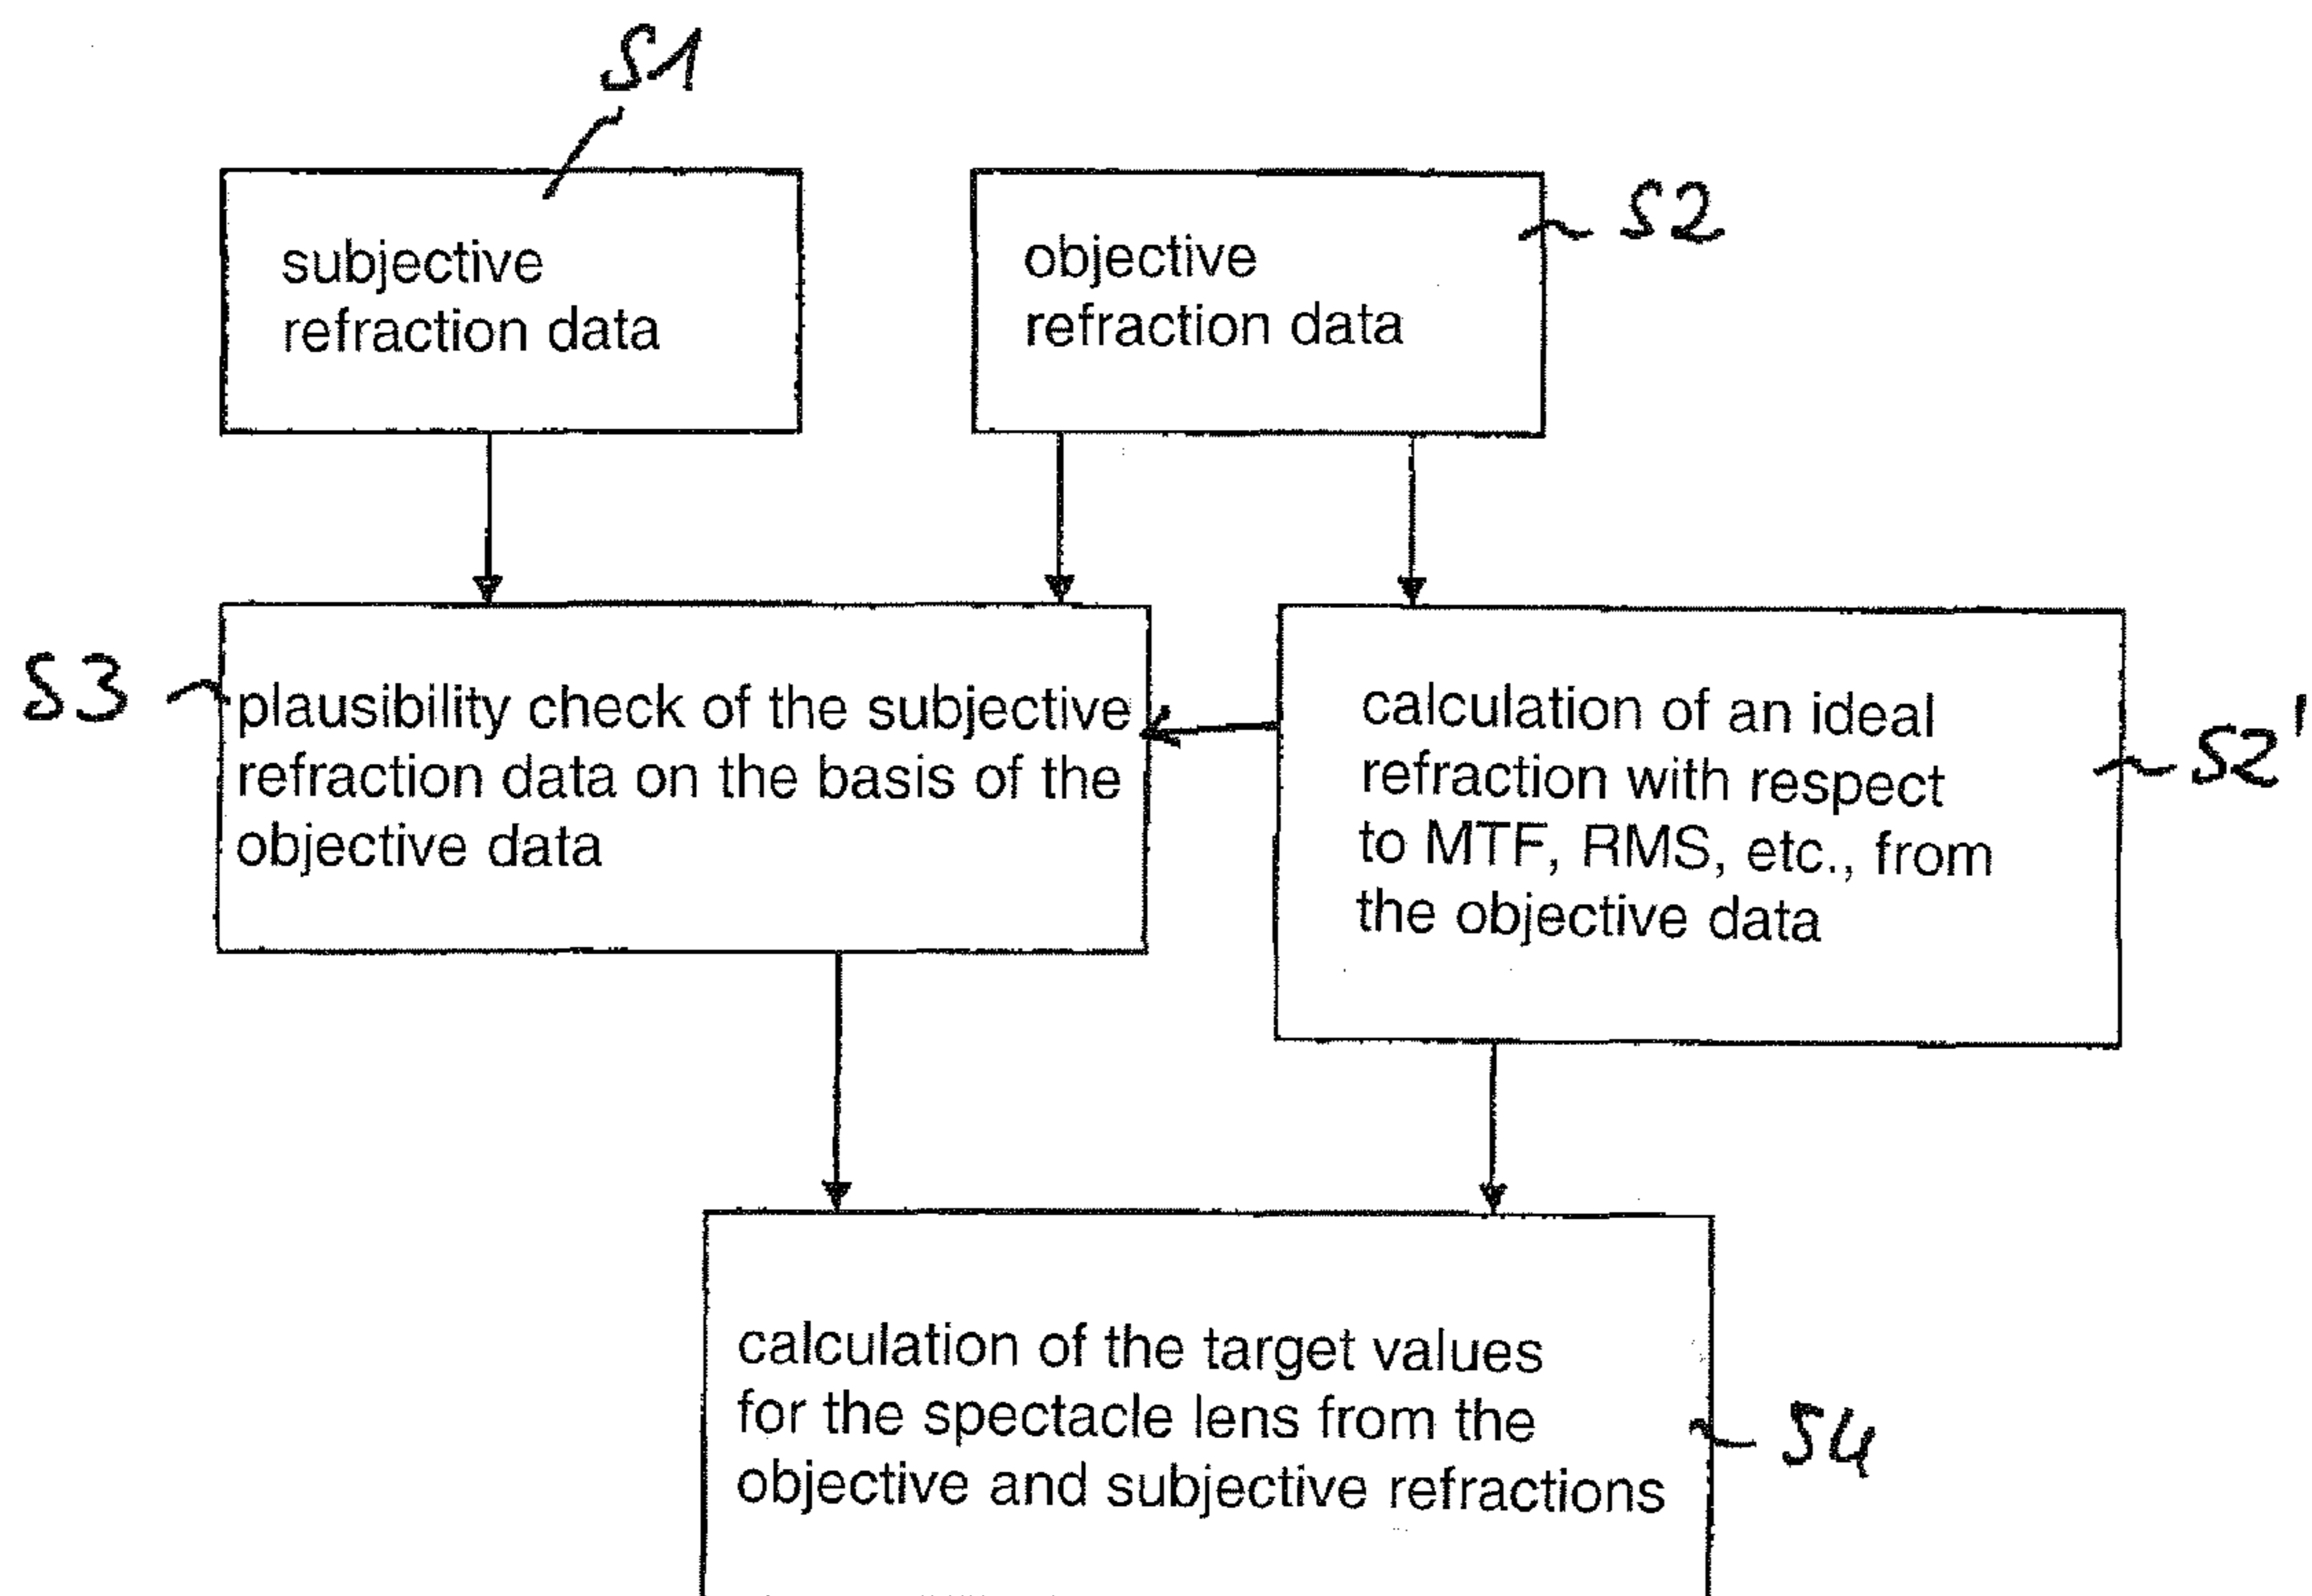 S1
subjective
refraction data
objective
refraction data
S2
S3
plausibility check of the subjective
refraction data on the basis of the
objective data
calculation of an ideal
refraction with respect
to MTF, RMS, etc., from
the objective data
S2'
calculation of the target values
for the spectacle lens from the
objective and subjective refractions
S4